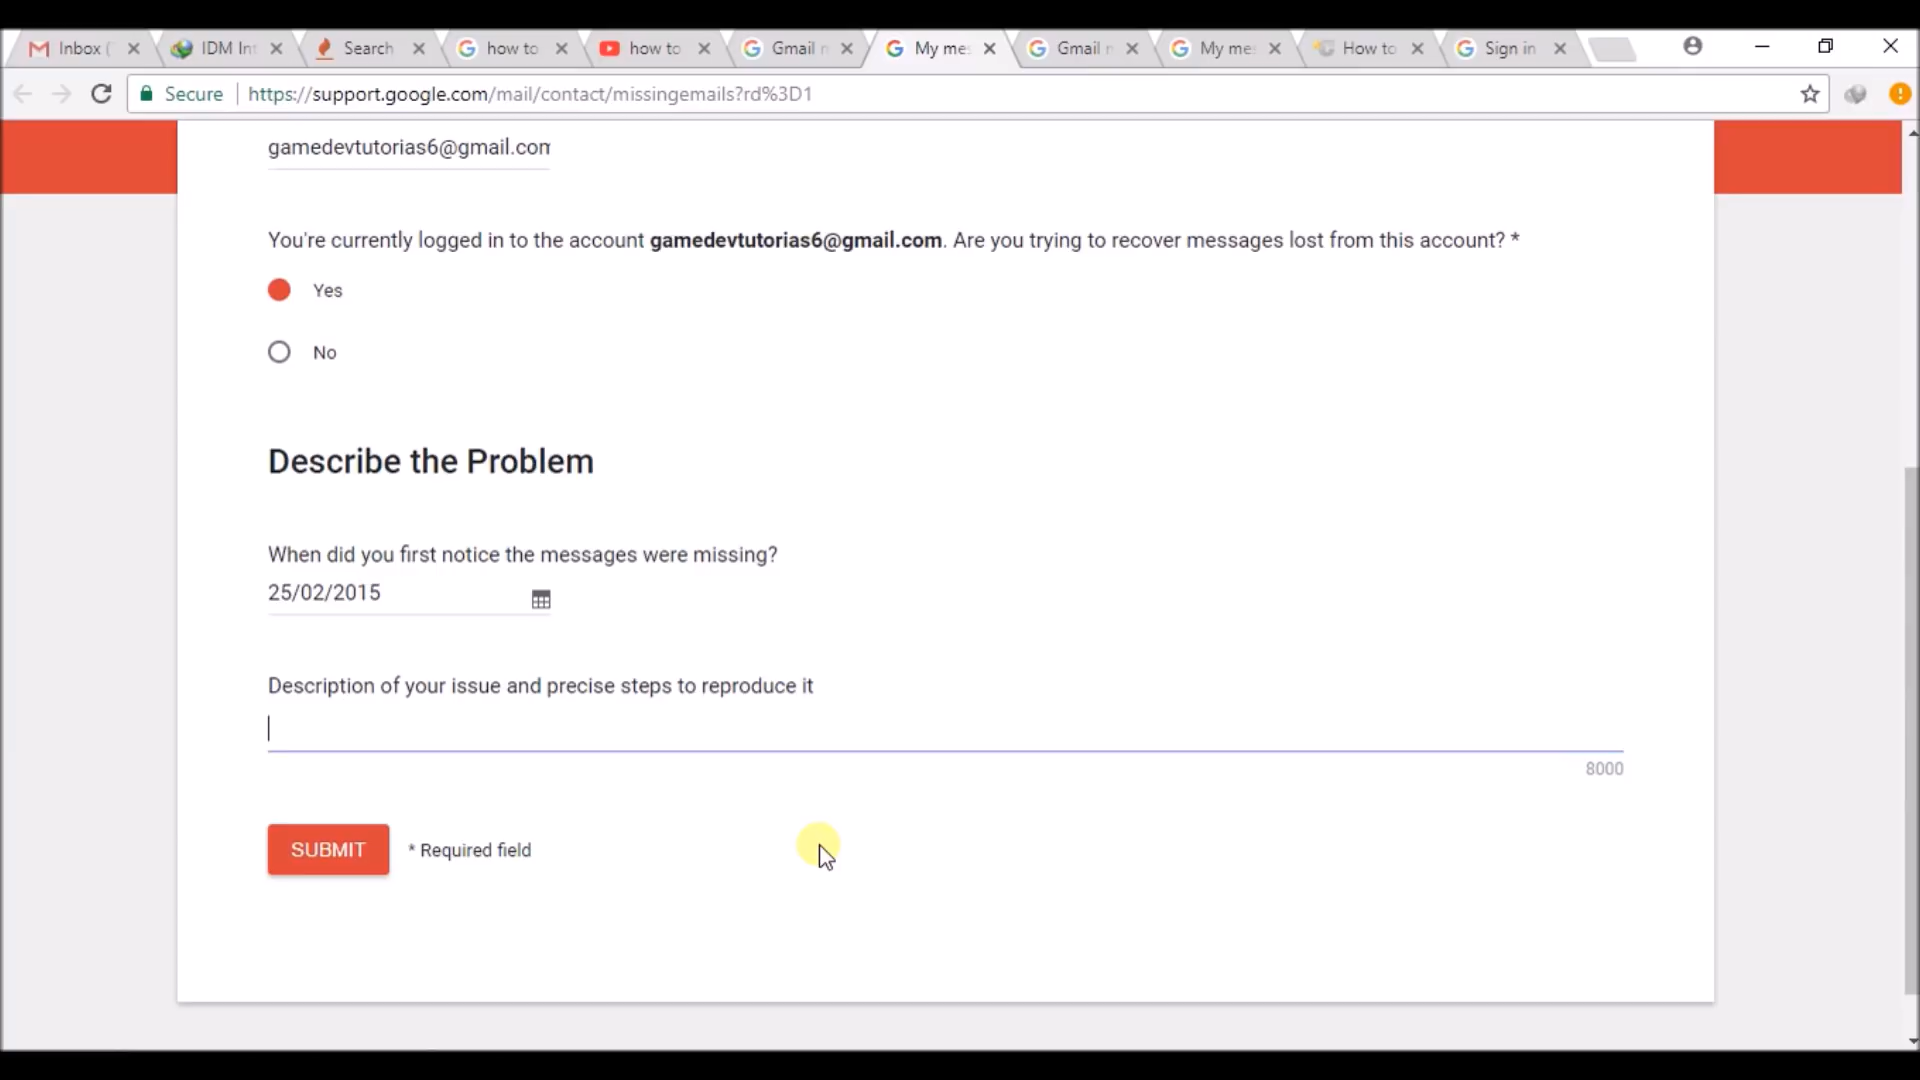 Inbox (
IDM Int
Search
how to
how to
Gmail
My me
Gmail
My me
How to
Sign in
Secure
https://support.google.com/mail/contact/missingemails?rd%3D1
gamedevtutorias6@gmail.com
You're currently logged in to the account gamedevtutorias6@gmail.com. Are you trying to recover messages lost from this account? *
Yes
No
Describe the Problem
When did you first notice the messages were missing?
25/02/2015
Description of your issue and precise steps to reproduce it
8000
SUBMIT
* Required field